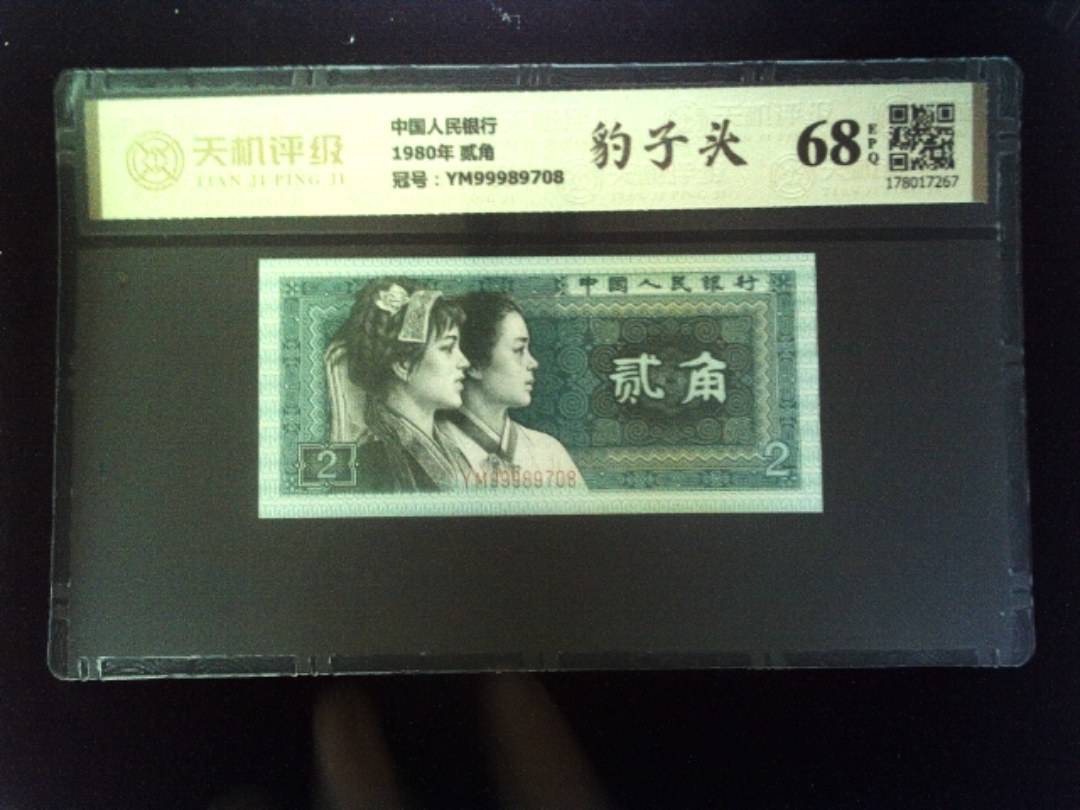 天机评级
TIAN JI PING JI
中国人民银行
1980年 贰角
冠号：YM99989708
豹子头
68
EPQ
178017267
中国人民银行
贰角
2
2
YM99989708